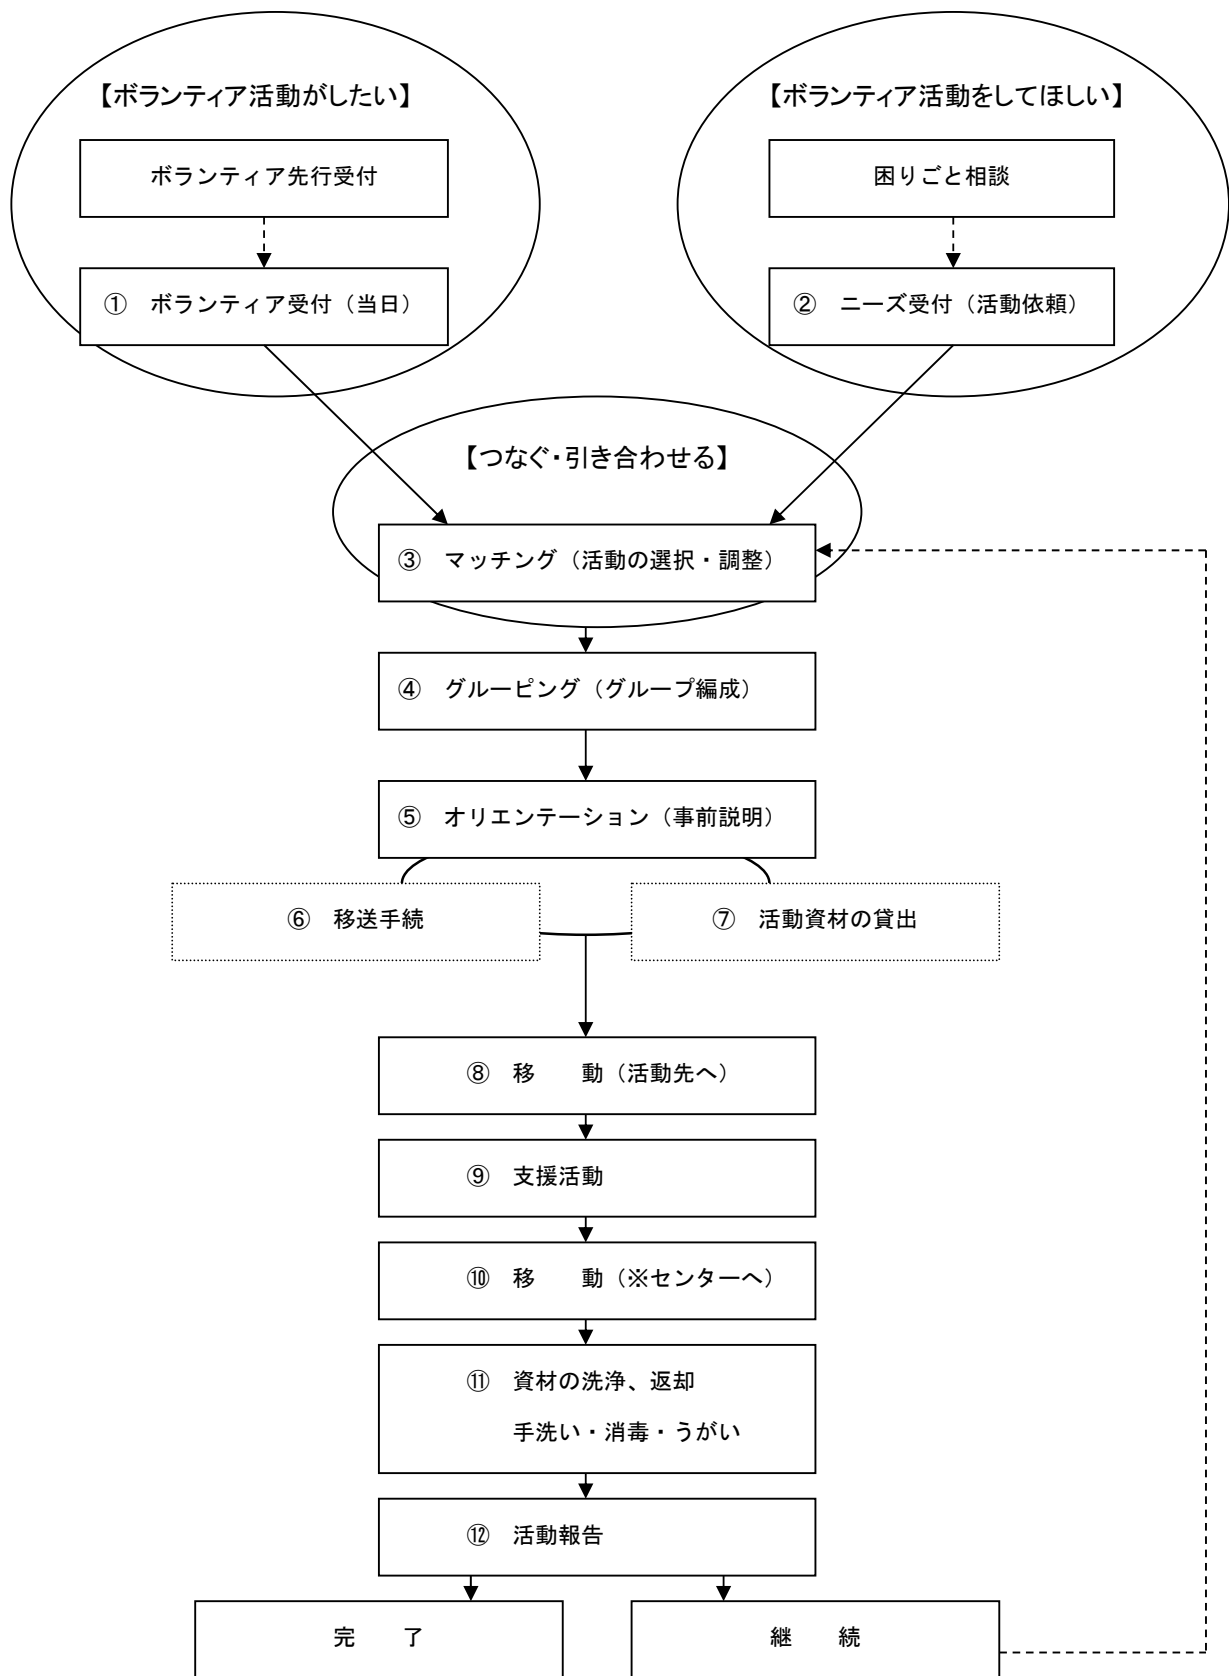 【ボランティア活動がしたい】
【ボランティア活動をしてほしい】
ボランティア先行受付
困りごと相談
① ボランティア受付（当日）
② ニーズ受付（活動依頼）
【つなぐ・引き合わせる】
③ マッチング（活動の選択・調整）
④ グルーピング（グループ編成）
⑤ オリエンテーション（事前説明）
⑥ 移送手続
⑦ 活動資材の貸出
⑧ 移　　動（活動先へ）
⑨ 支援活動
⑩ 移　　動（※センターへ）
⑪ 資材の洗浄、返却
手洗い・消毒・うがい
⑫ 活動報告
完　　了
継　　続